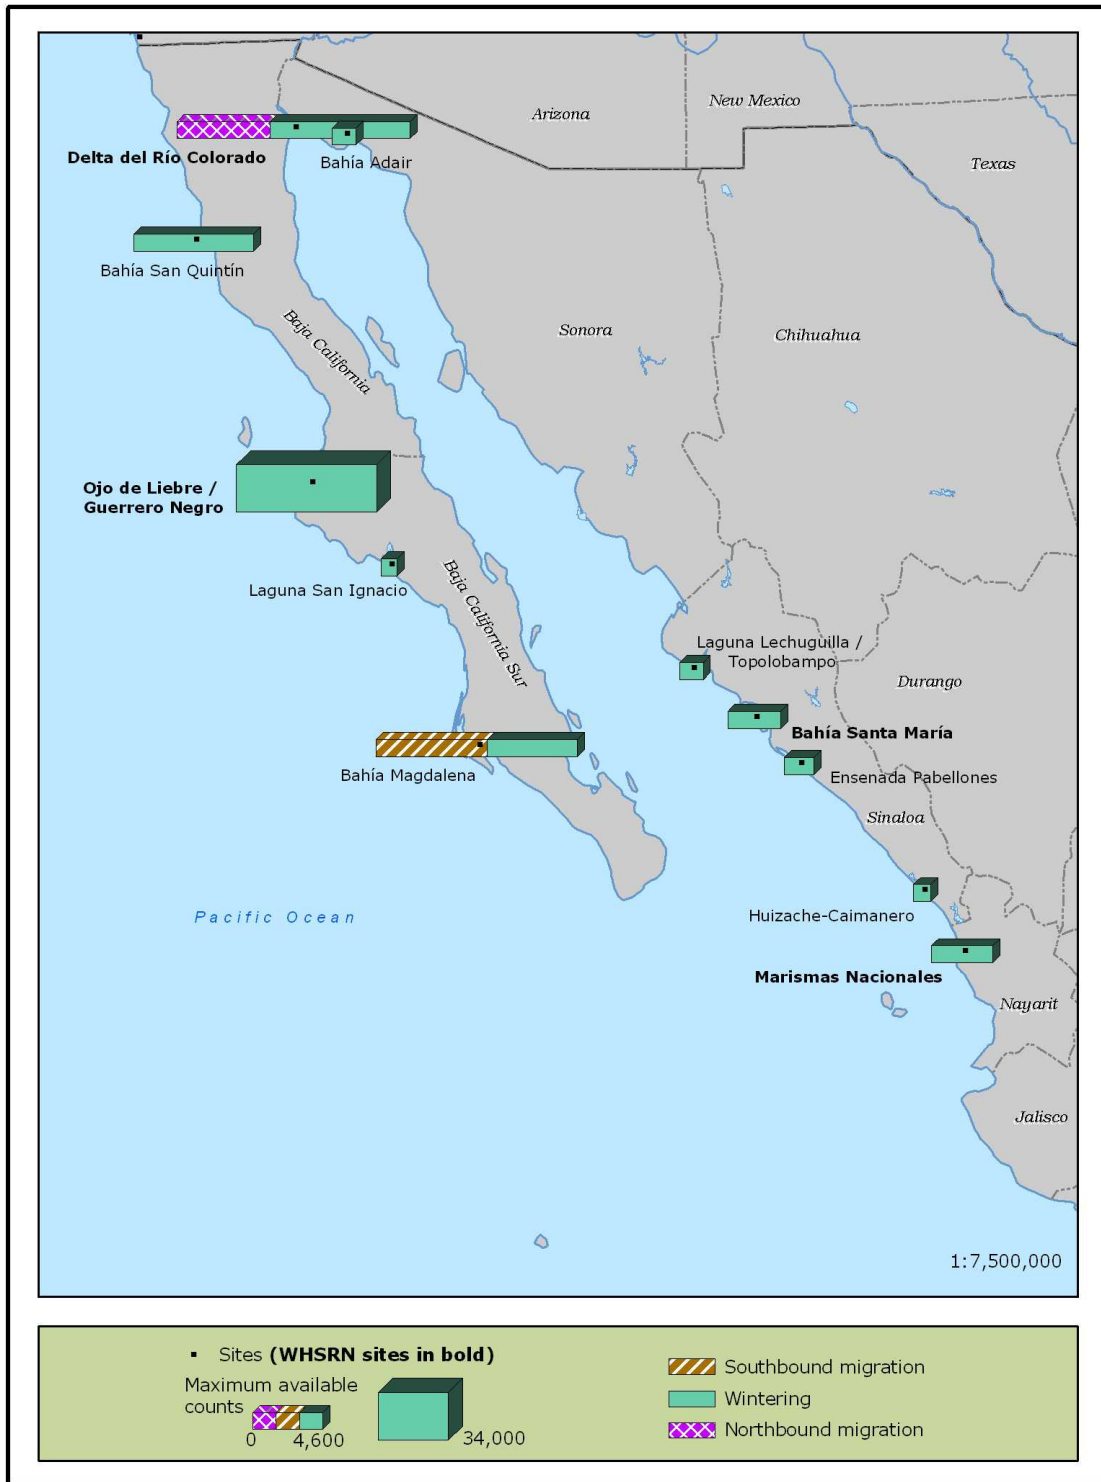 Arizona
New Mexico
Texas
Delta del Río Colorado
Bahía Adair
Bahía San Quintín
Baja California
Sonora
Chihuahua
Ojo de Liebre /
Guerrero Negro
Laguna San Ignacio
Baja California Sur
Laguna Lechuguilla /
Topolobampo
Durango
Bahía Santa María
Bahía Magdalena
Ensenada Pabellones
Sinaloa
Pacific Ocean
Huizache-Caimanero
Marismas Nacionales
Nayarit
Jalisco
1:7,500,000
Sites (WHSRN sites in bold)
Maximum available
counts
0 4,600
34,000
Southbound migration
Wintering
Northbound migration